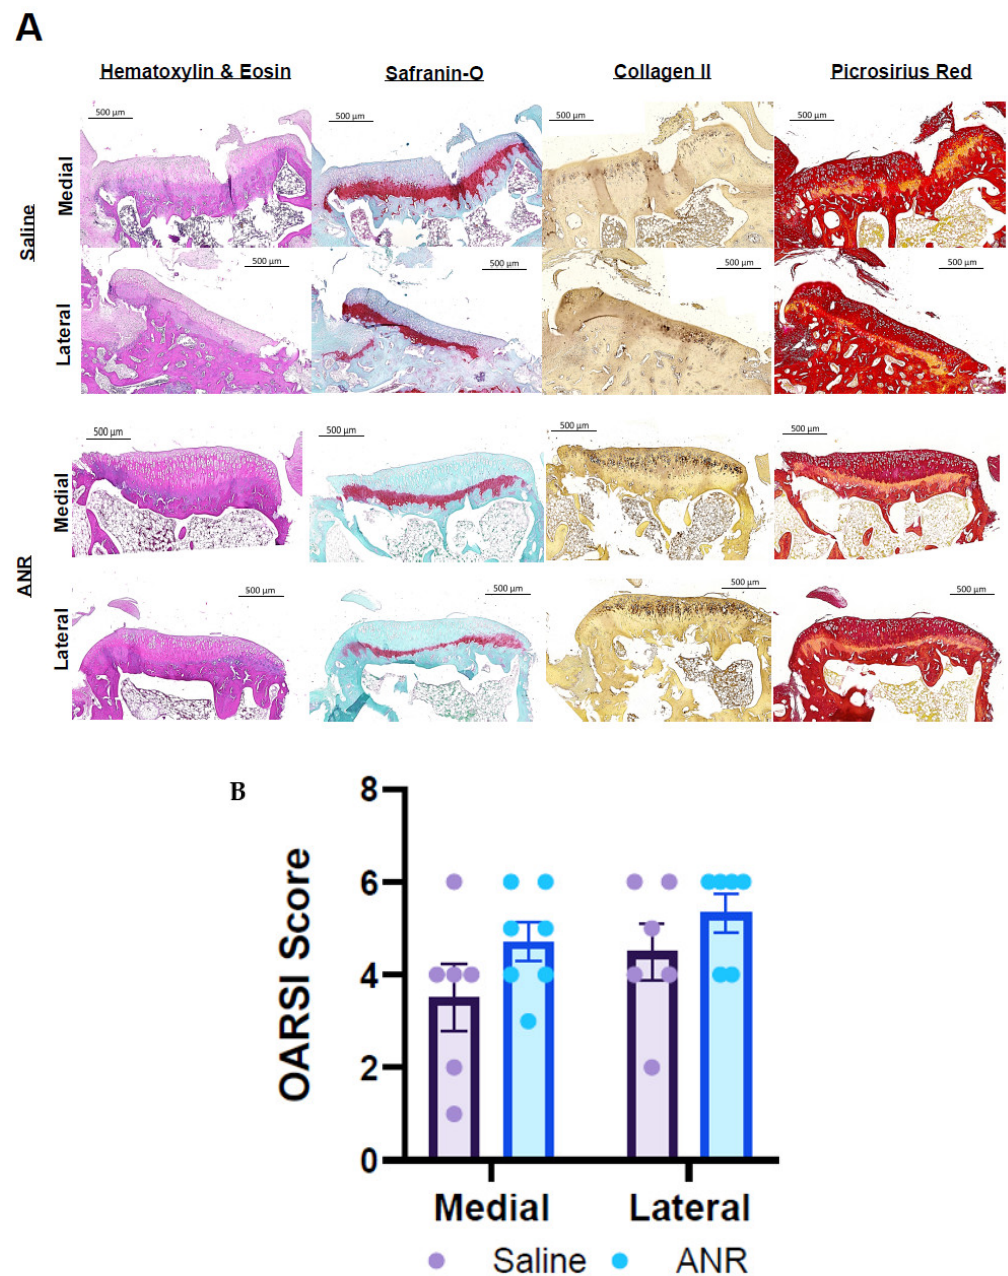 A
Hematoxylin & Eosin Safranin-O Collagen II Picrosirius Red
Saline
Medial
500 µm 500 µm 500 µm 500 µm
Lateral
500 µm 500 µm 500 µm 500 µm
ANR
Medial
500 µm 500 µm 500 µm 500 µm
Lateral
500 µm 500 µm 500 µm 500 µm
B
OARSI Score
8
6
4
2
0
Medial Lateral
Saline ANR